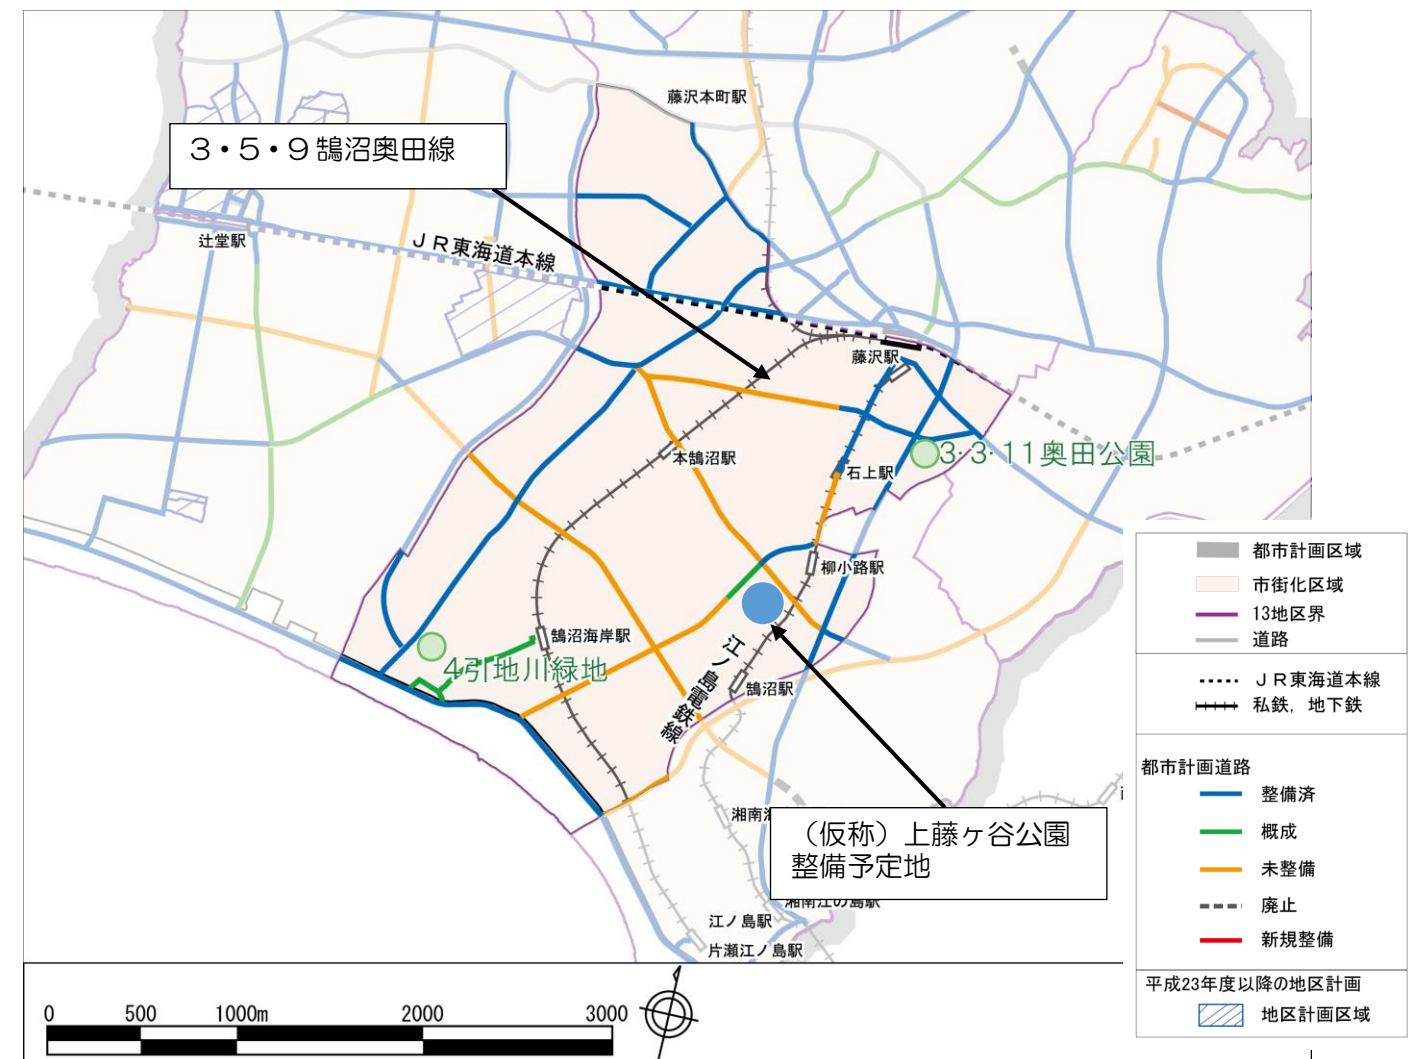 藤沢本町駅
３・５・９鵠沼奥田線
辻堂駅
ＪＲ東海道本線
藤沢駅
本鵠沼駅
3・3・11奥田公園
石上駅
柳小路駅
鵠沼海岸駅
4引地川緑地
江ノ島電鉄線
鵠沼駅
湘南
（仮称）上藤ヶ谷公園
整備予定地
湘南江の島駅
江ノ島駅
片瀬江ノ島駅
都市計画区域
市街化区域
13地区界
道路
ＪＲ東海道本線
私鉄，地下鉄
都市計画道路
整備済
概成
未整備
廃止
新規整備
平成23年度以降の地区計画
地区計画区域
0 500 1000m 2000 3000